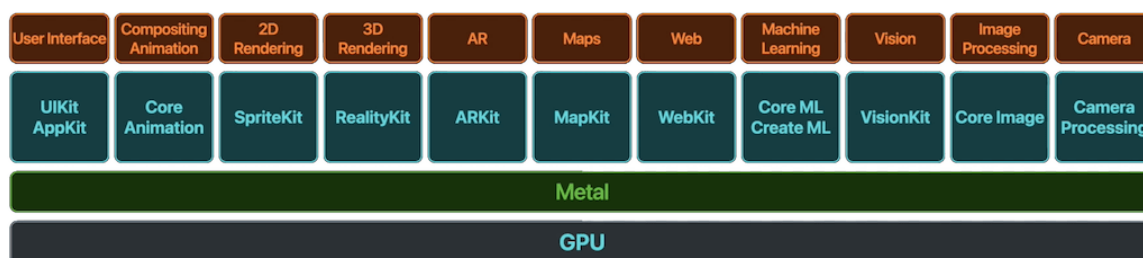 User Interface
Compositing
Animation
2D
Rendering
3D
Rendering
AR
Maps
Web
Machine
Learning
Vision
Image
Processing
Camera
UIKit
AppKit
Core
Animation
SpriteKit
RealityKit
ARKit
MapKit
WebKit
Core ML
Create ML
VisionKit
Core Image
Camera
Processing
Metal
GPU